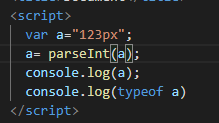 <script>
var a="123px";
a= parseInt(a);
console.log(a);
console.log(typeof a)
</script>